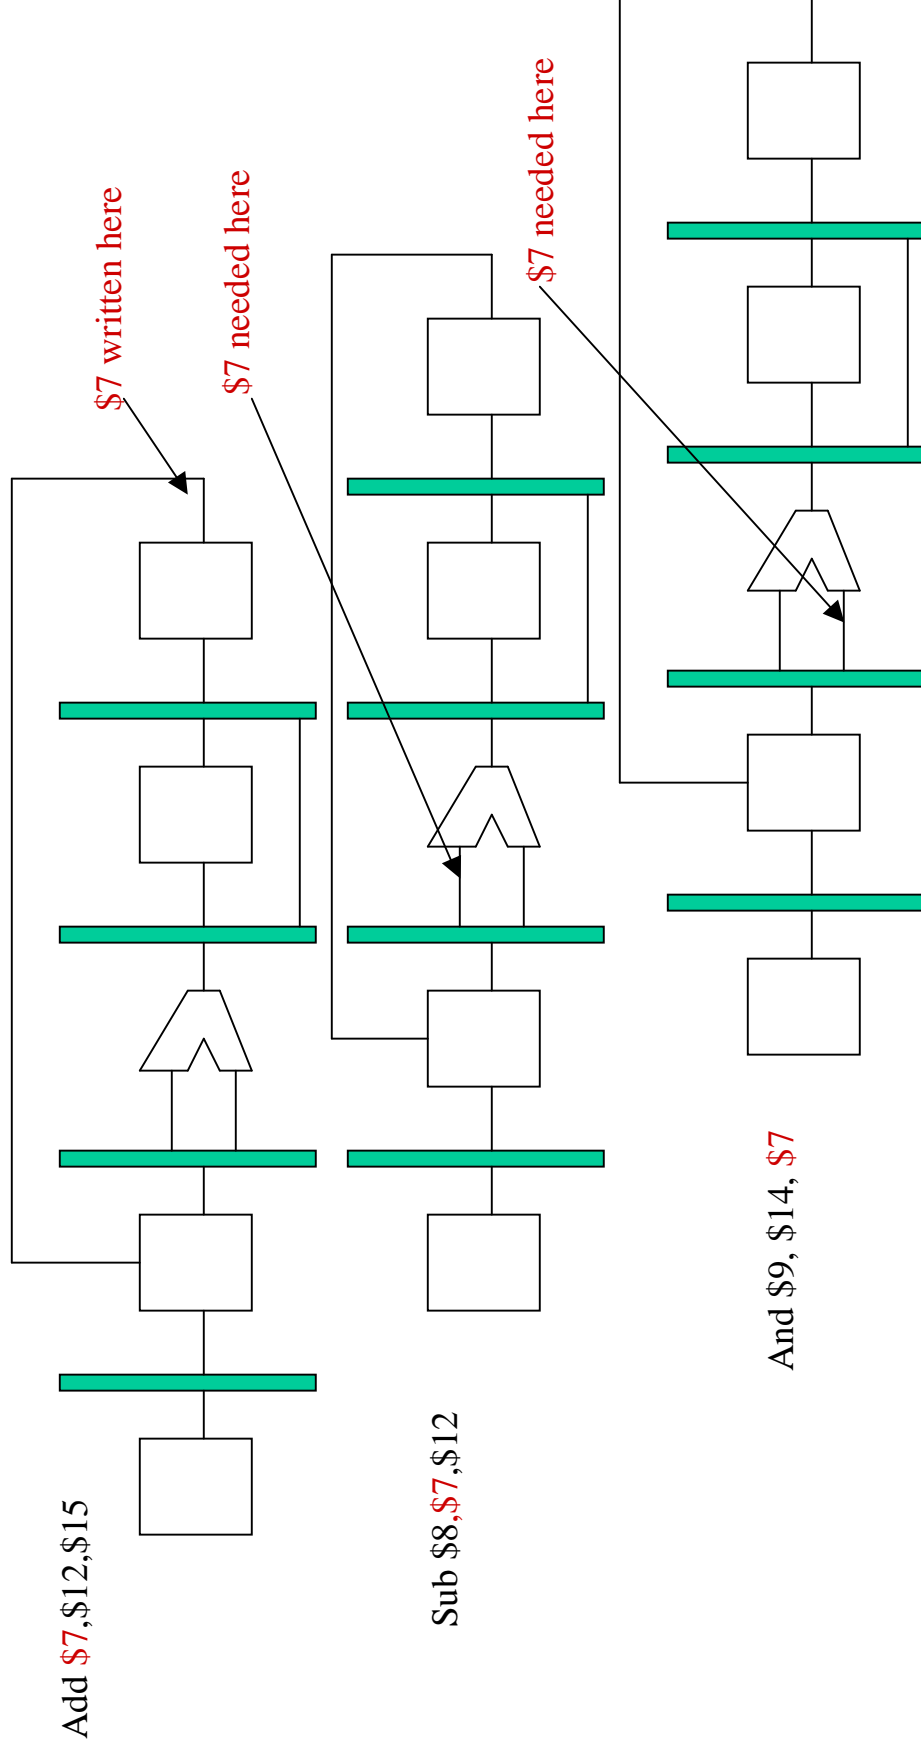 Add $7,$12,$15
$7 written here
$7 needed here
Sub $8,$7,$12
$7 needed here
And $9, $14, $7